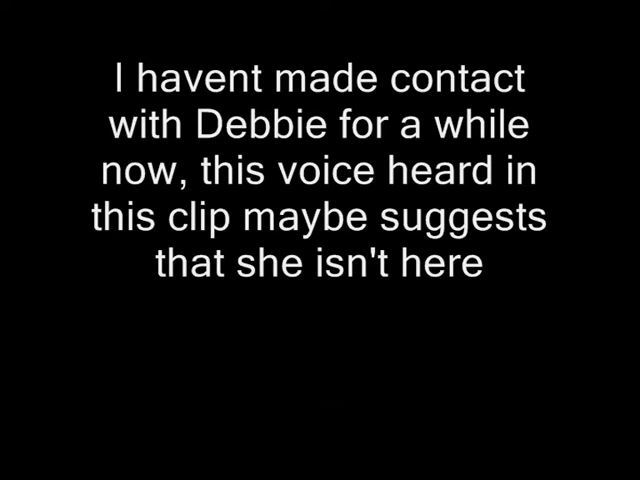 I havent made contact
with Debbie for a while
now, this voice heard in
this clip maybe suggests
that she isn't here